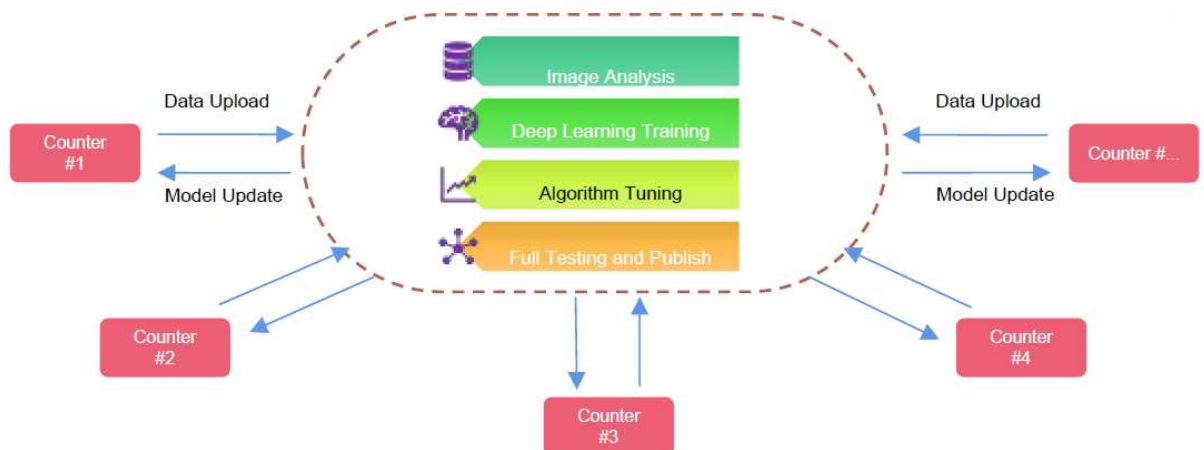 Image Analysis
Data Upload
Data Upload
Deep Learning Training
Counter
#1
Counter #...
Model Update
Algorithm Tuning
Model Update
Full Testing and Publish
Counter
#2
Counter
#4
Counter
#3